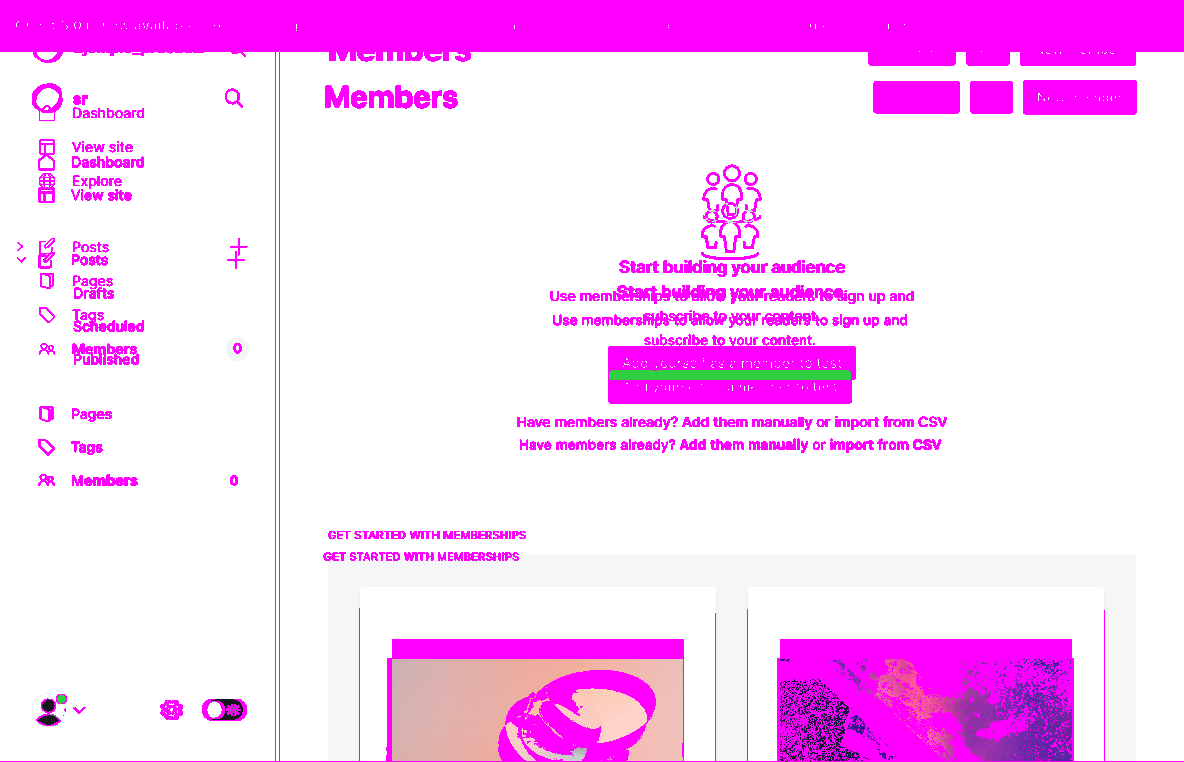 Members
Members
sr
Dashboard
View site
Dashboard
Explore
View site
Posts
Posts
Pages
Drafts
Tags
Scheduled
Members 0
Published
Pages
Tags
Members 0
Start building your audience
Start building your audience
Use memberships to allow your readers to sign up and
subscribe to your content.
Use memberships to allow your readers to sign up and
subscribe to your content.
Add yourself as a member to test
Have members already? Add them manually or import from CSV
Have members already? Add them manually or import from CSV
GET STARTED WITH MEMBERSHIPS
GET STARTED WITH MEMBERSHIPS